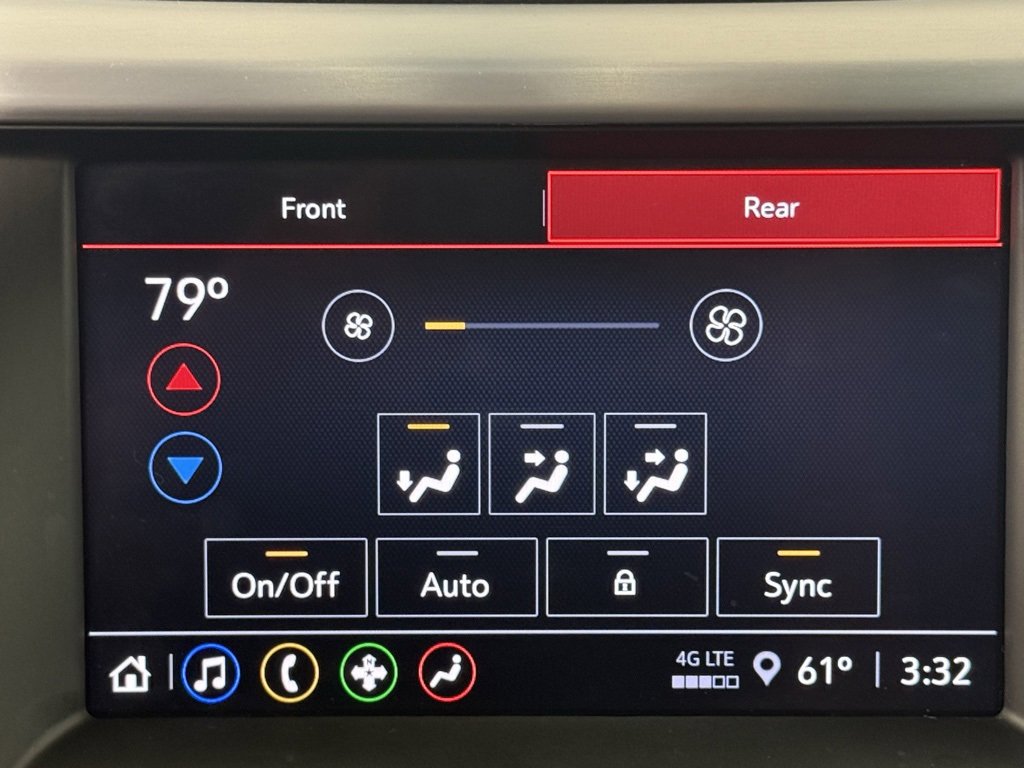 Front
Rear
79°
On/Off
Auto
Sync
4G LTE
61°
3:32